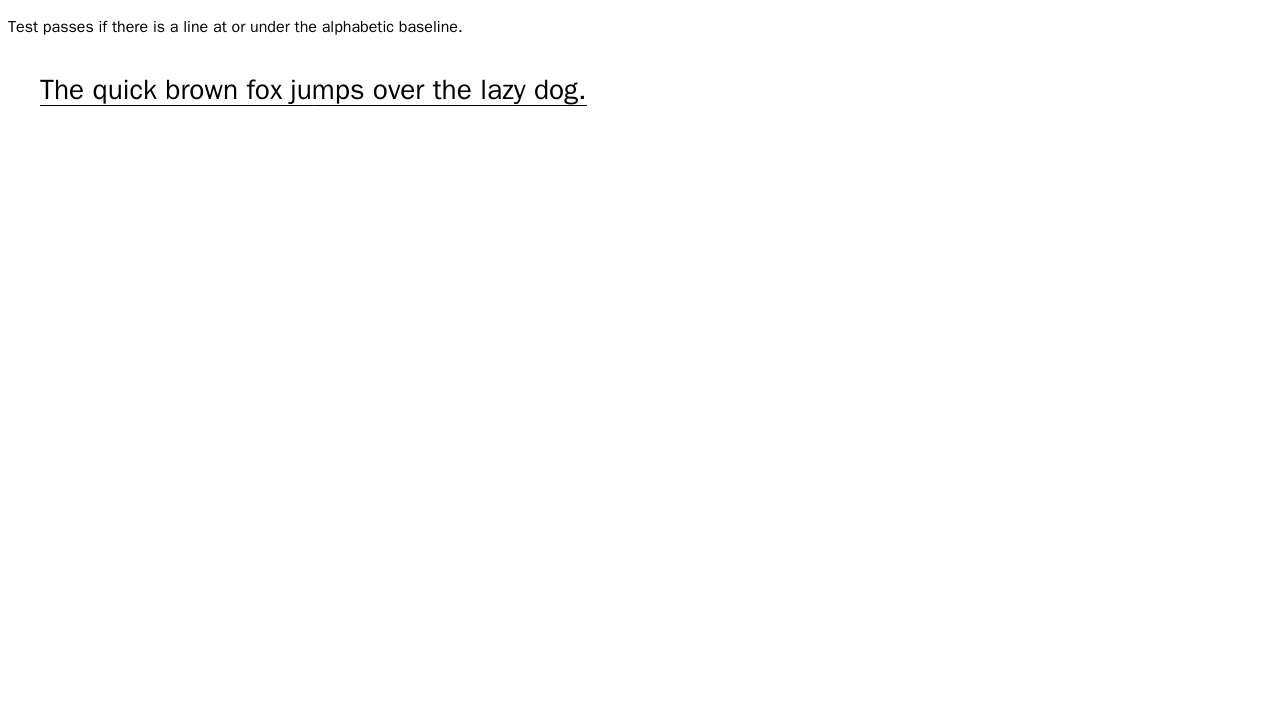 Test passes if there is a line at or under the alphabetic baseline.
The quick brown fox jumps over the lazy dog.